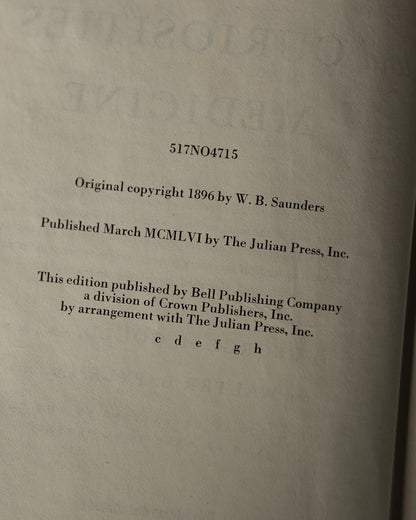 517NO4715
Original copyright 1896 by W. B. Saunders
Published March MCMLVI by The Julian Press, Inc.
This edition published by Bell Publishing Company
a division of Crown Publishers, Inc.
by arrangement with The Julian Press, Inc.
c d e f g h